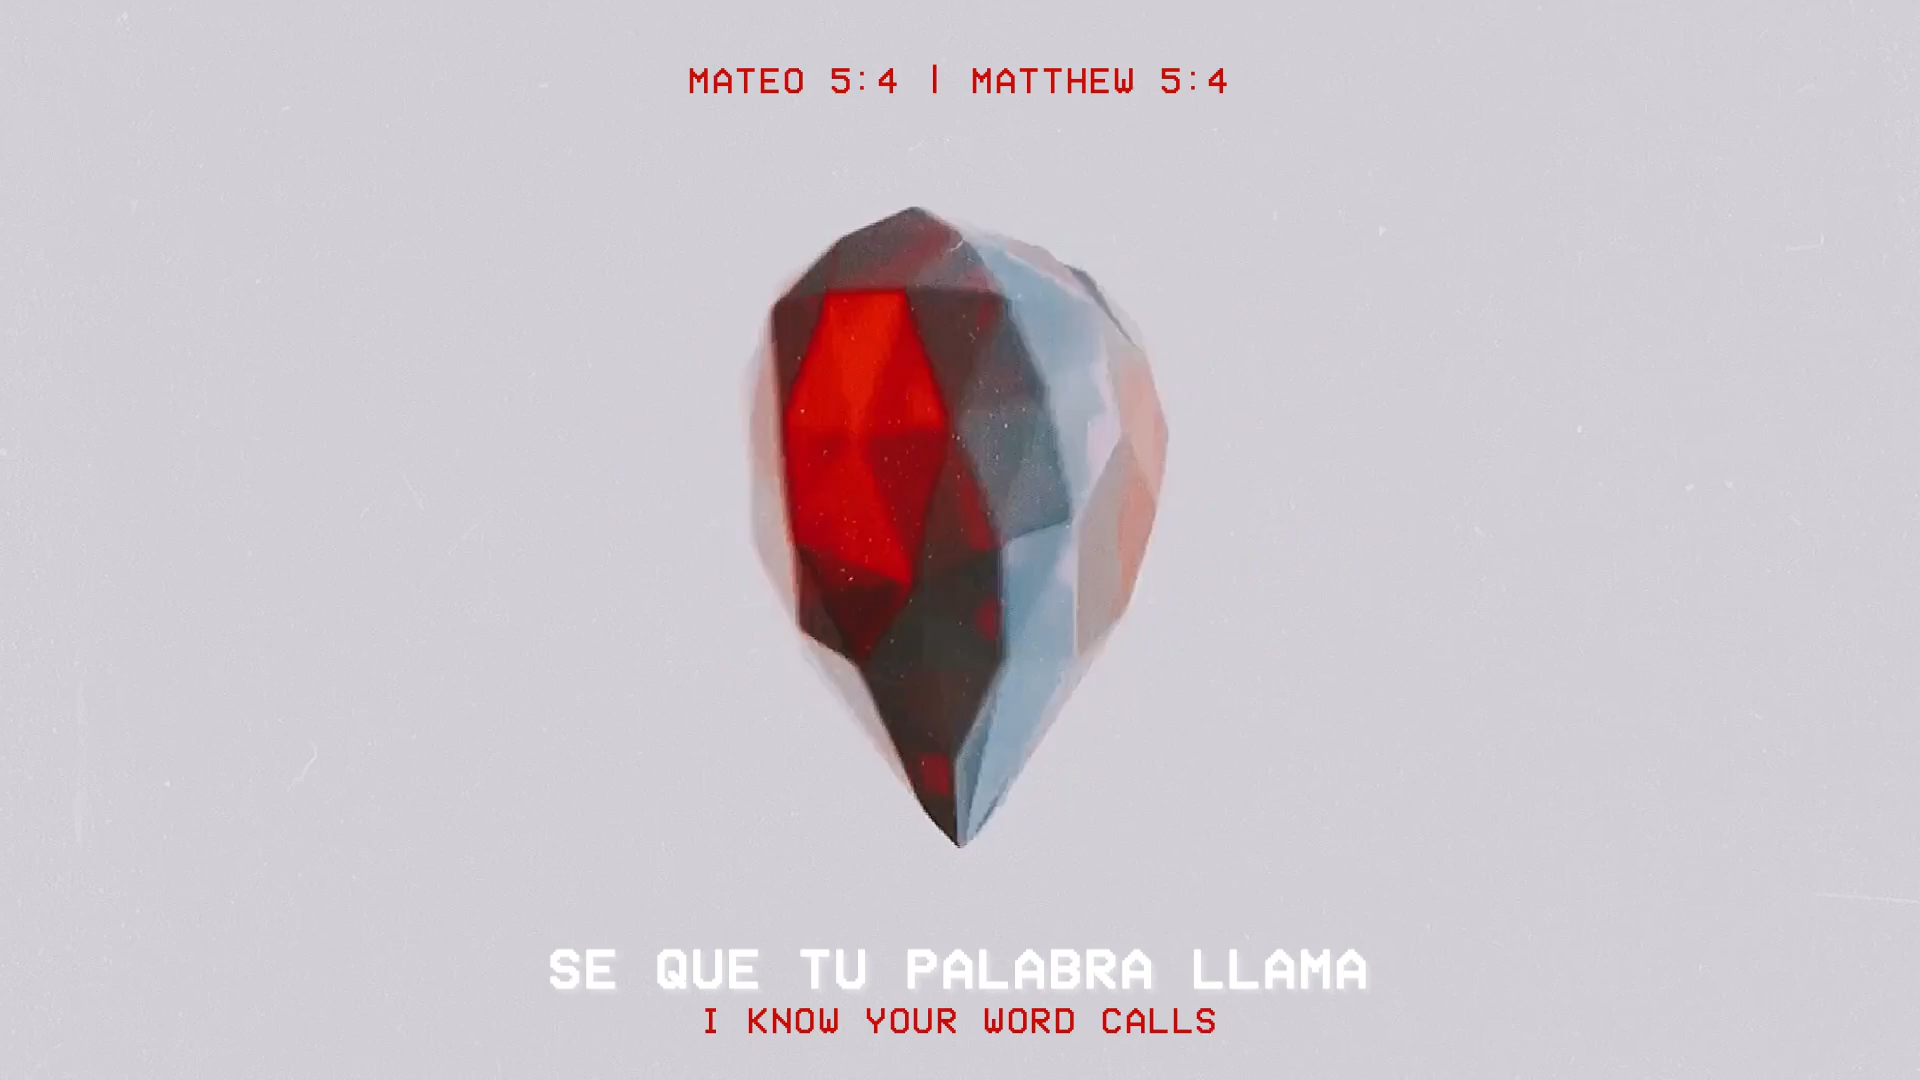 MATEO 5:4 | MATTHEW 5:4
SE QUE TU PALABRA LLAMA
I KNOW YOUR WORD CALLS